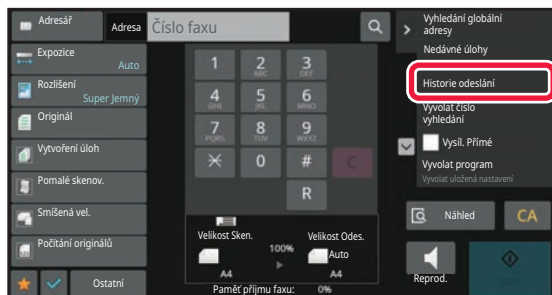 Adresář
Adresa
Číslo faxu
Expozice
Auto
Rozlišení
Super Jemný
Originál
Vytvoření úloh
Pomalé skenov.
Smíšená vel.
Počítání originálů
Ostatní
1
2
ABC
3
DEF
4
GHI
5
JKL
6
MNO
7
PQRS
8
TUV
9
WXYZ
0
#
C
R
Velikost Sken.
Velikost Odes.
100%
Auto
A4
A4
Paměť příjmu faxu: 0%
Vyhledání globální
adresy
Nedávné úlohy
Historie odeslání
Vyvolat číslo
vyhledání
Vysíl. Přímé
Vyvolat program
Vyvolat uložená nastavení
Náhled
CA
Reprod.
Start